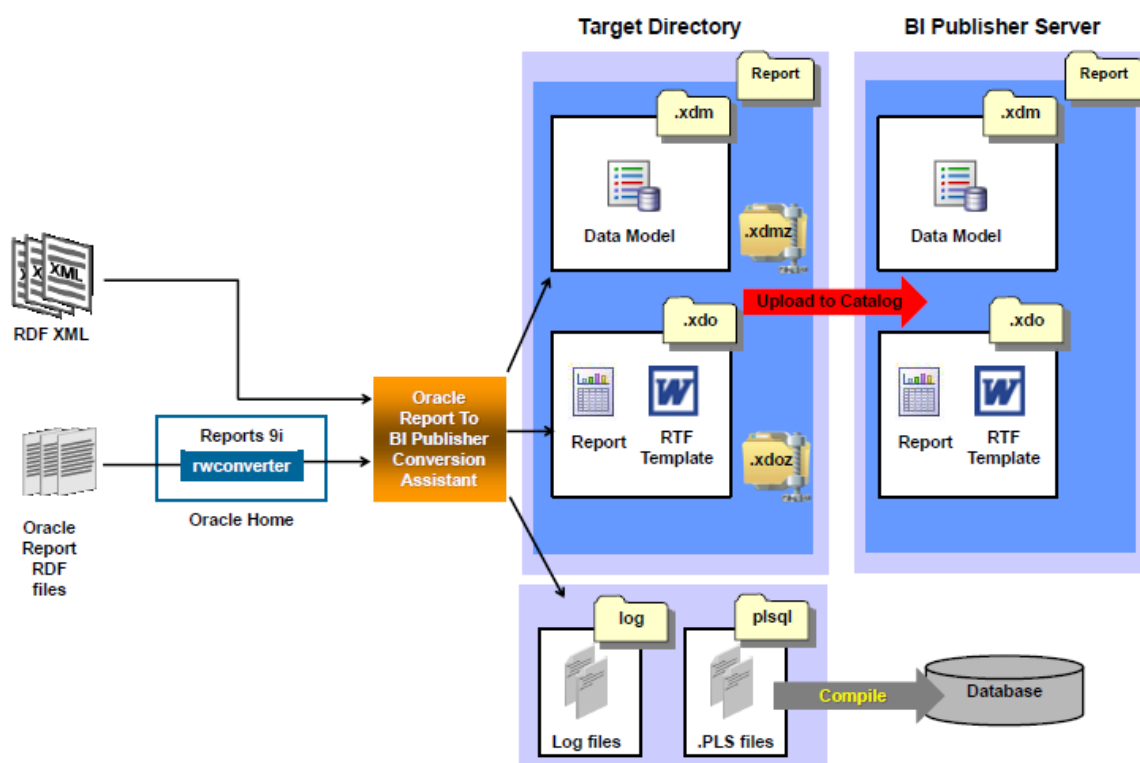 Target Directory
BI Publisher Server
Report
Report
.xdm
.xdm
Data Model
.xdmz
Data Model
XML
RDF XML
Upload to Catalog
.xdo
.xdo
W
W
Report
RTF
Template
Report
RTF
Template
.xdoz
Oracle
Report To
BI Publisher
Conversion
Assistant
Reports 9i
rwconverter
Oracle Home
Oracle
Report
RDF
files
log
plsql
Log files
.PLS files
Compile
Database